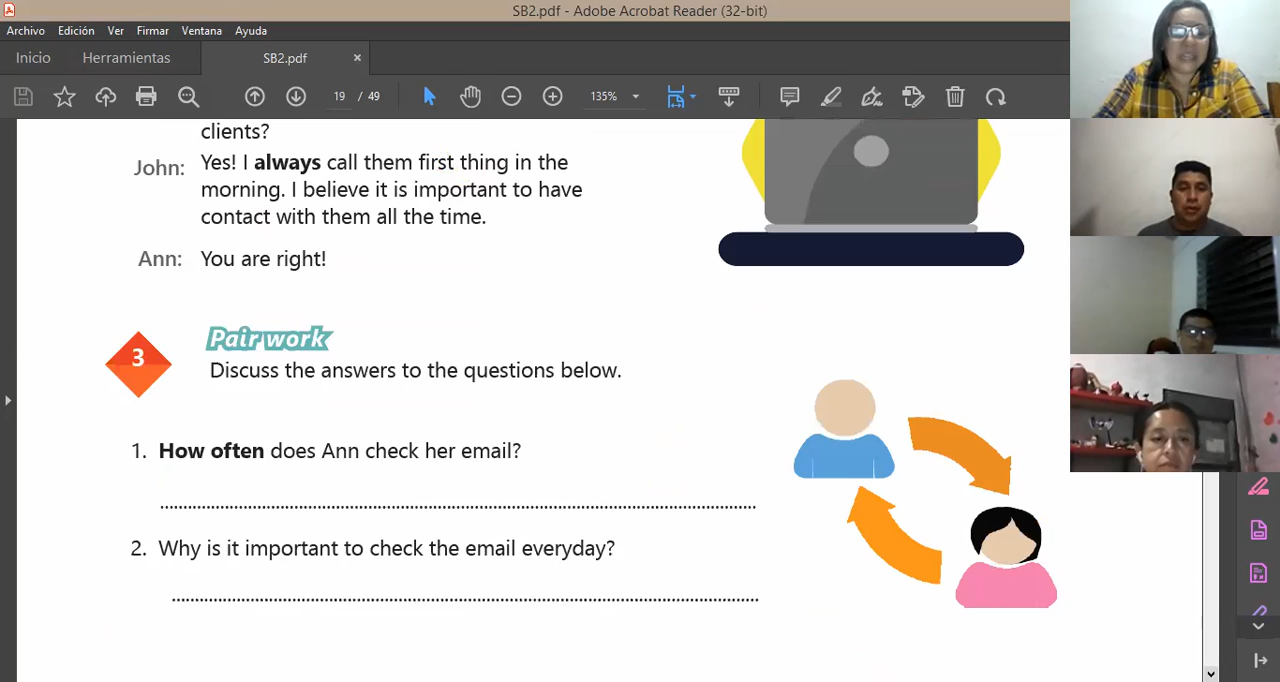 SB2.pdf - Adobe Acrobat Reader (32-bit)
Archivo Edición Ver Firmar Ventana Ayuda
Inicio Herramientas SB2.pdf ×
19 / 49 135%
clients?
John: Yes! I always call them first thing in the
morning. I believe it is important to have
contact with them all the time.
Ann: You are right!
3 Pair work
Discuss the answers to the questions below.
1. How often does Ann check her email?
2. Why is it important to check the email everyday?